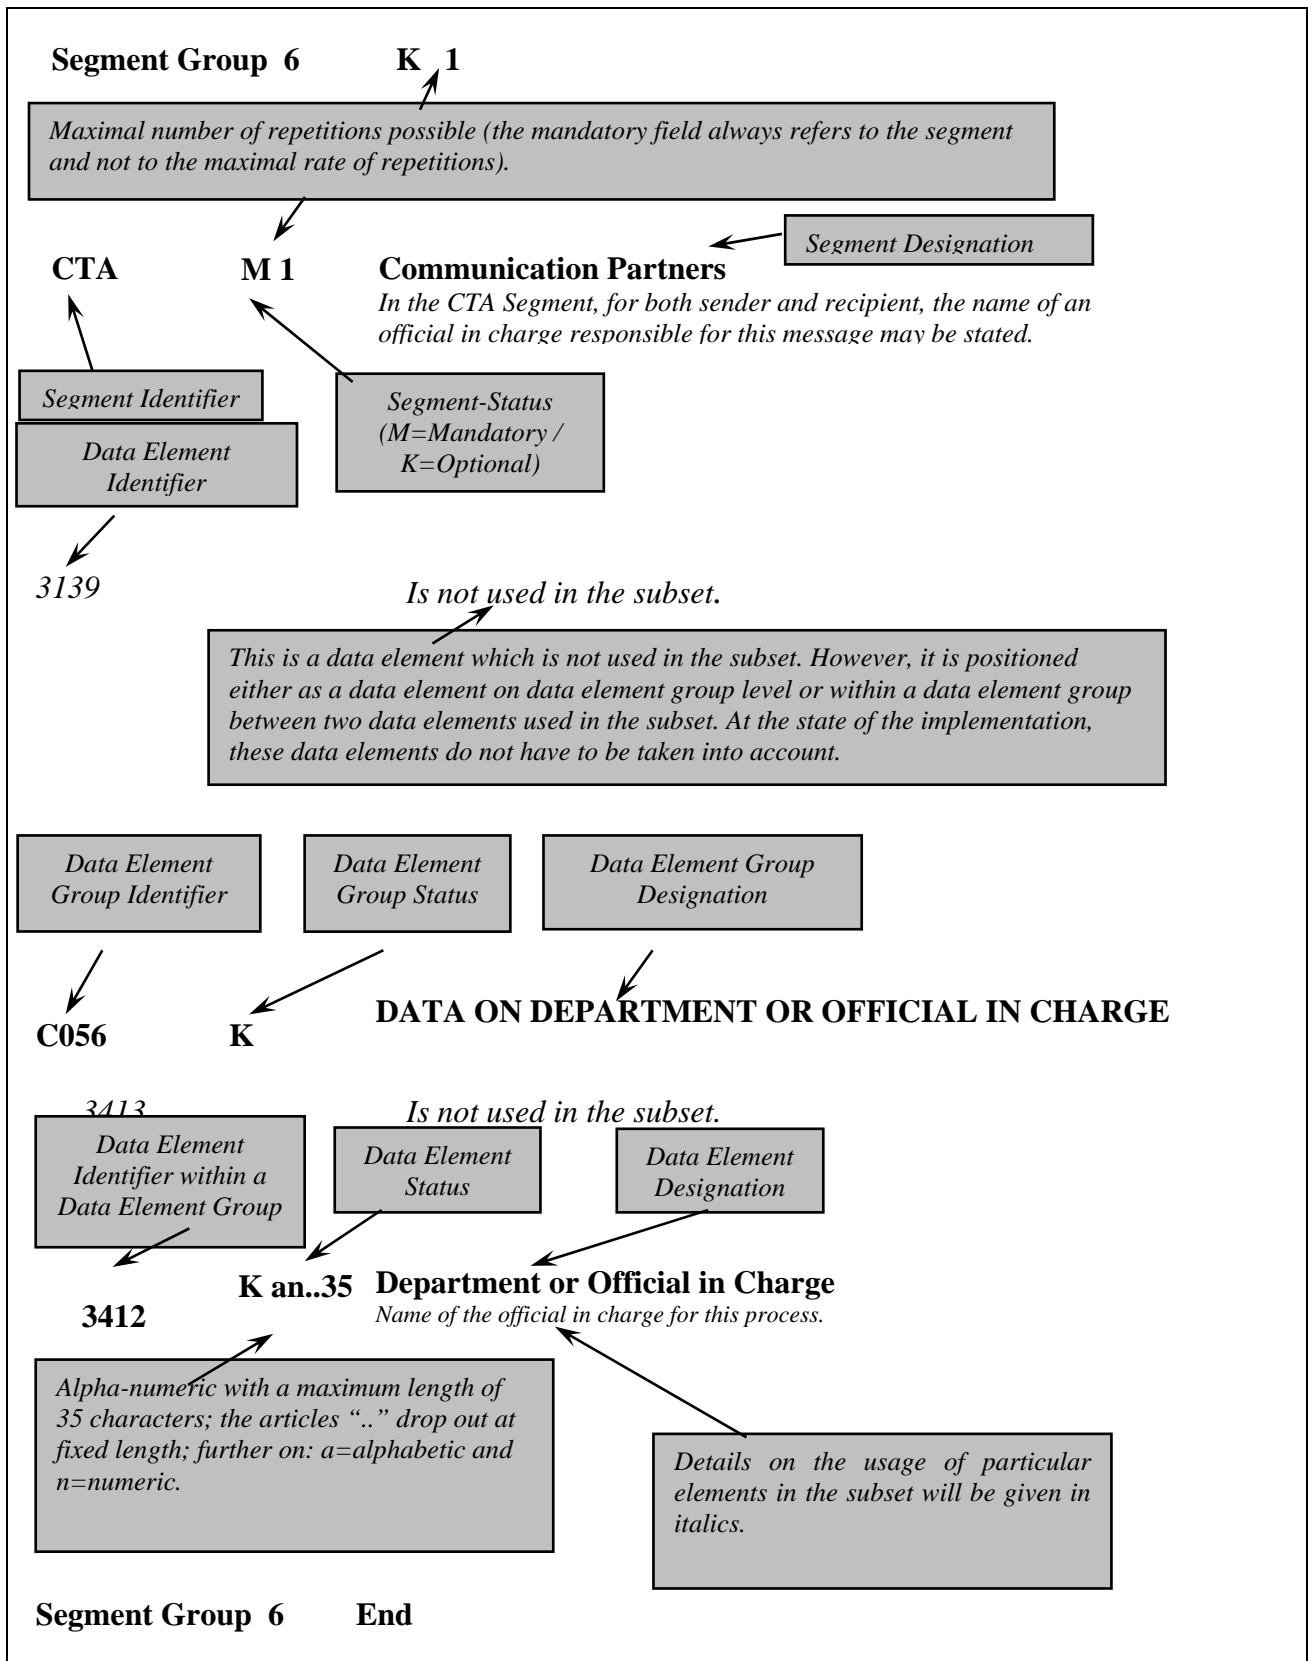 Segment Group 6 K 1
Maximal number of repetitions possible (the mandatory field always refers to the segment
and not to the maximal rate of repetitions).
Segment Designation
CTA M 1 Communication Partners
In the CTA Segment, for both sender and recipient, the name of an
official in charge responsible for this message may be stated.
Segment Identifier
Segment-Status
(M=Mandatory /
K=Optional)
Data Element
Identifier
3139 Is not used in the subset.
This is a data element which is not used in the subset. However, it is positioned
either as a data element on data element group level or within a data element group
between two data elements used in the subset. At the state of the implementation,
these data elements do not have to be taken into account.
Data Element
Group Identifier
Data Element
Group Status
Data Element Group
Designation
C056 K DATA ON DEPARTMENT OR OFFICIAL IN CHARGE
3413 Is not used in the subset.
Data Element
Identifier within a
Data Element Group
Data Element
Status
Data Element
Designation
3412 K an..35 Department or Official in Charge
Name of the official in charge for this process.
Alpha-numeric with a maximum length of
35 characters; the articles “..” drop out at
fixed length; further on: a=alphabetic and
n=numeric.
Details on the usage of particular
elements in the subset will be given in
italics.
Segment Group 6 End